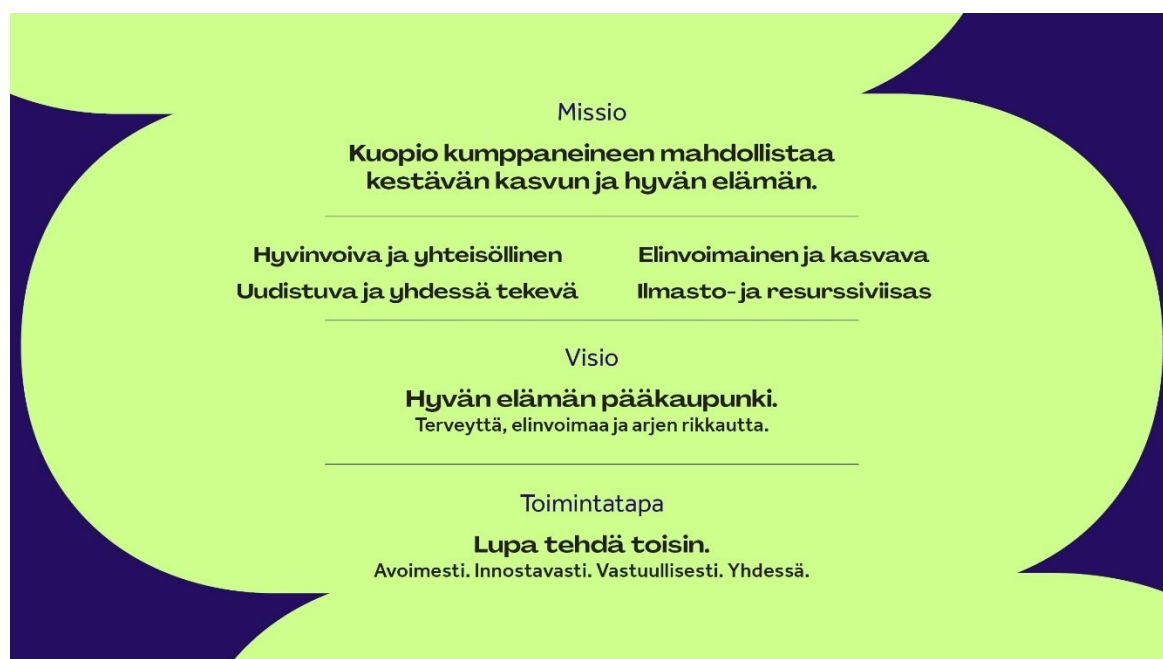 Missio
Kuopio kumppaneineen mahdollistaa
kestävän kasvun ja hyvän elämän.
Hyvinvoiva ja yhteisöllinen
Elinvoimainen ja kasvava
Uudistuva ja yhdessä tekevä
Ilmasto- ja resurssiviisas
Visio
Hyvän elämän pääkaupunki.
Terveyttä, elinvoimaa ja arjen rikkautta.
Toimintatapa
Lupa tehdä toisin.
Avoimesti. Innostavasti. Vastuullisesti. Yhdessä.